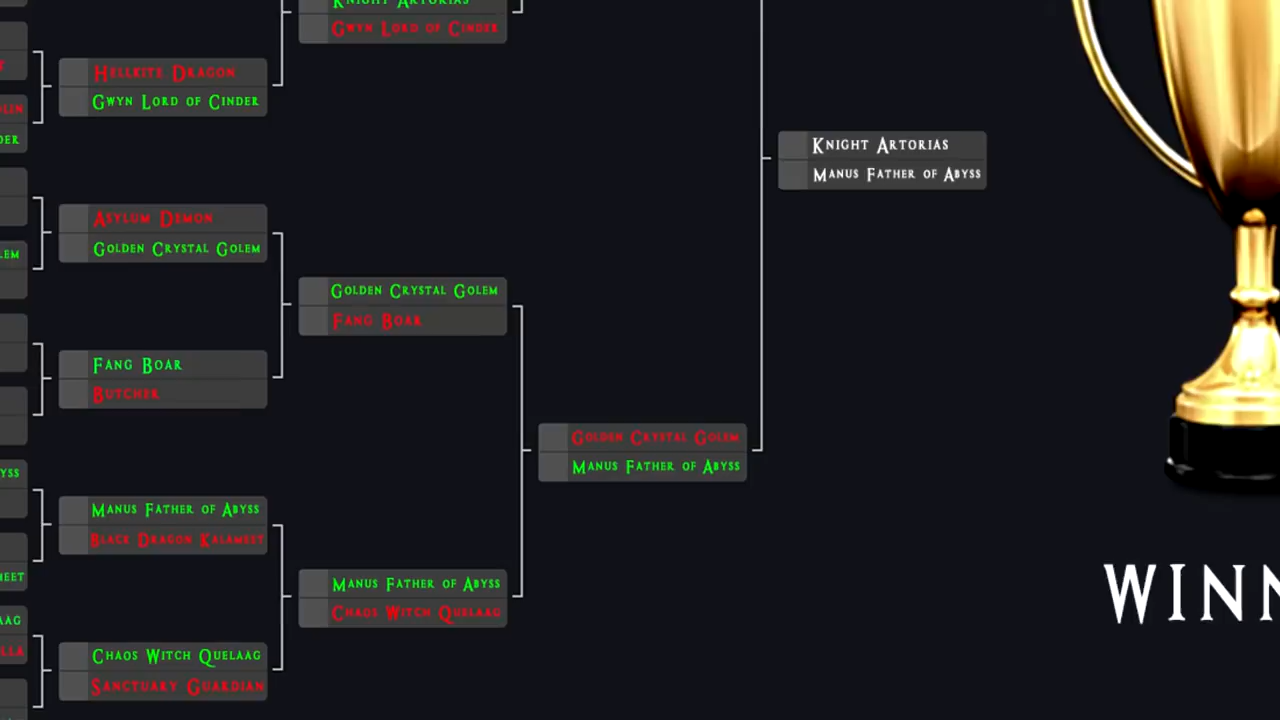 Knight Artorias
Gwyn Lord of Cinder
Hellkite Dragon
Gwyn Lord of Cinder
Knight Artorias
Manus Father of Abyss
Asylum Demon
Golden Crystal Golem
Golden Crystal Golem
Fang Boar
Fang Boar
Butcher
Golden Crystal Golem
Manus Father of Abyss
Manus Father of Abyss
Black Dragon Kalameet
Manus Father of Abyss
Chaos Witch Quelaag
Chaos Witch Quelaag
Sanctuary Guardian
WINN